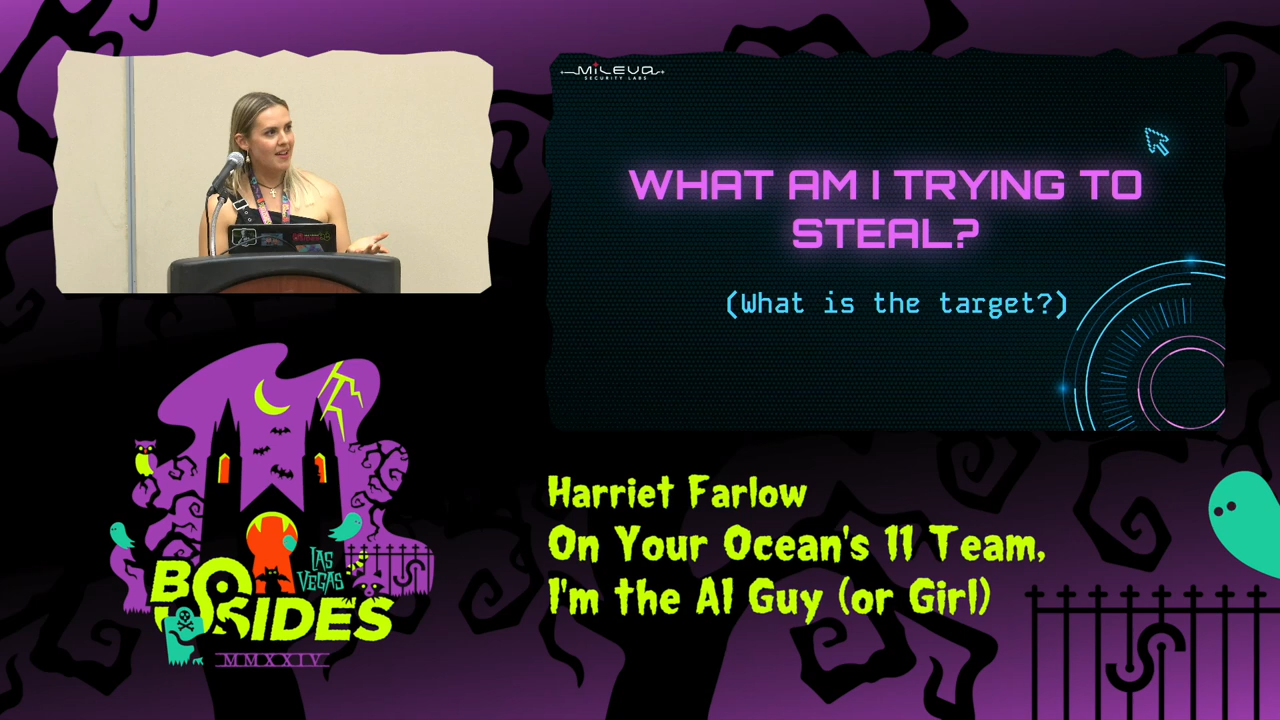 MiLEVA
SECURITY LABS
WHAT AM I TRYING TO
STEAL?
(What is the target?)
Harriet Farlow
On Your Ocean's 11 Team,
I'm the AI Guy (or Girl)
LAS
VEGAS
BSIDES
MMXXIV